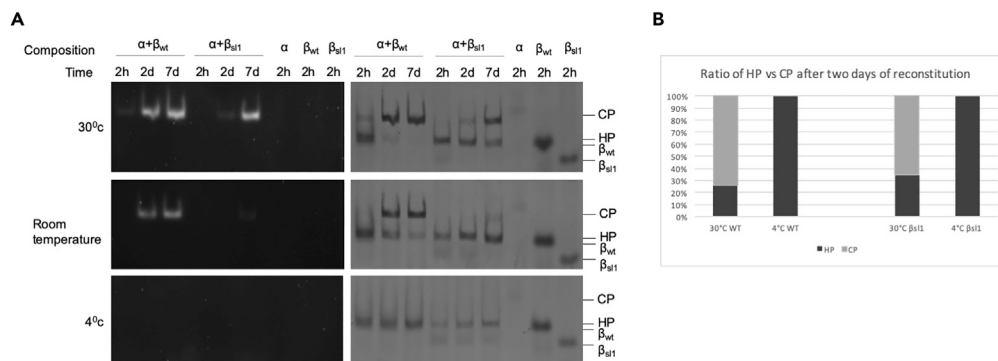 A
B
Composition α+βwt α+βsl1 α βwt βsl1 α+βwt α+βsl1 α βwt βsl1
Time 2h 2d 7d 2h 2d 7d 2h 2h 2h 2h 2d 7d 2h 2d 7d 2h 2h 2h
30⁰c
CP
HP
βwt
βsl1
Room
temperature
CP
HP
βwt
βsl1
4⁰c
CP
HP
βwt
βsl1
Ratio of HP vs CP after two days of reconstitution
100%
90%
80%
70%
60%
50%
40%
30%
20%
10%
0%
30°C WT 4°C WT 30°C βsl1 4°C βsl1
HP CP